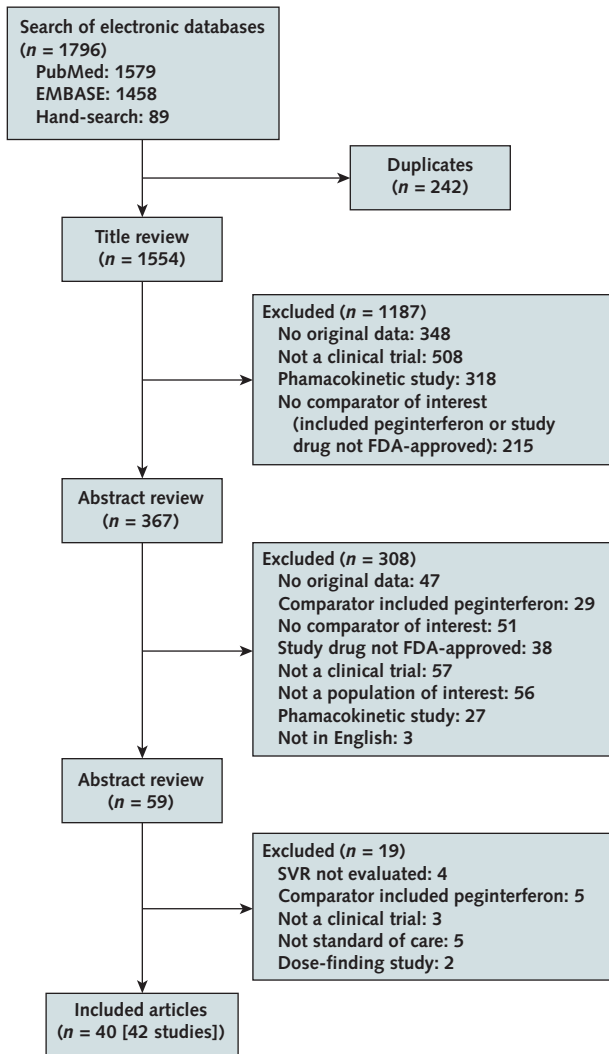 Search of electronic databases
(n = 1796)
PubMed: 1579
EMBASE: 1458
Hand-search: 89
Duplicates
(n = 242)
Title review
(n = 1554)
Excluded (n = 1187)
No original data: 348
Not a clinical trial: 508
Phamacokinetic study: 318
No comparator of interest
(included peginterferon or study
drug not FDA-approved): 215
Abstract review
(n = 367)
Excluded (n = 308)
No original data: 47
Comparator included peginterferon: 29
No comparator of interest: 51
Study drug not FDA-approved: 38
Not a clinical trial: 57
Not a population of interest: 56
Phamacokinetic study: 27
Not in English: 3
Abstract review
(n = 59)
Excluded (n = 19)
SVR not evaluated: 4
Comparator included peginterferon: 5
Not a clinical trial: 3
Not standard of care: 5
Dose-finding study: 2
Included articles
(n = 40 [42 studies])